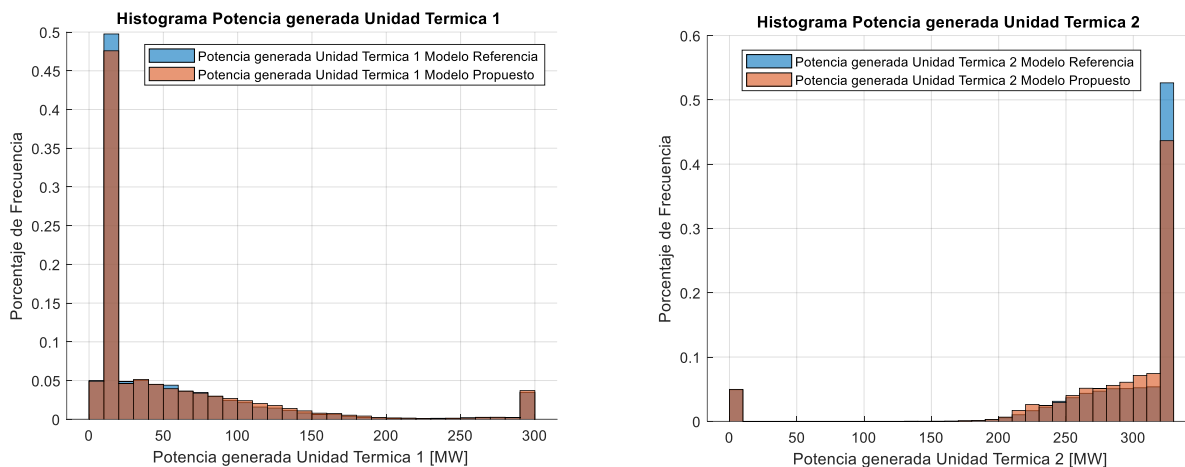 Histograma Potencia generada Unidad Termica 1
Potencia generada Unidad Termica 1 Modelo Referencia
Potencia generada Unidad Termica 1 Modelo Propuesto
Porcentaje de Frecuencia
0.5
0.45
0.4
0.35
0.3
0.25
0.2
0.15
0.1
0.05
0
0 50 100 150 200 250 300
Potencia generada Unidad Termica 1 [MW]
Histograma Potencia generada Unidad Termica 2
Potencia generada Unidad Termica 2 Modelo Referencia
Potencia generada Unidad Termica 2 Modelo Propuesto
Porcentaje de Frecuencia
0.6
0.5
0.4
0.3
0.2
0.1
0
0 50 100 150 200 250 300
Potencia generada Unidad Termica 2 [MW]